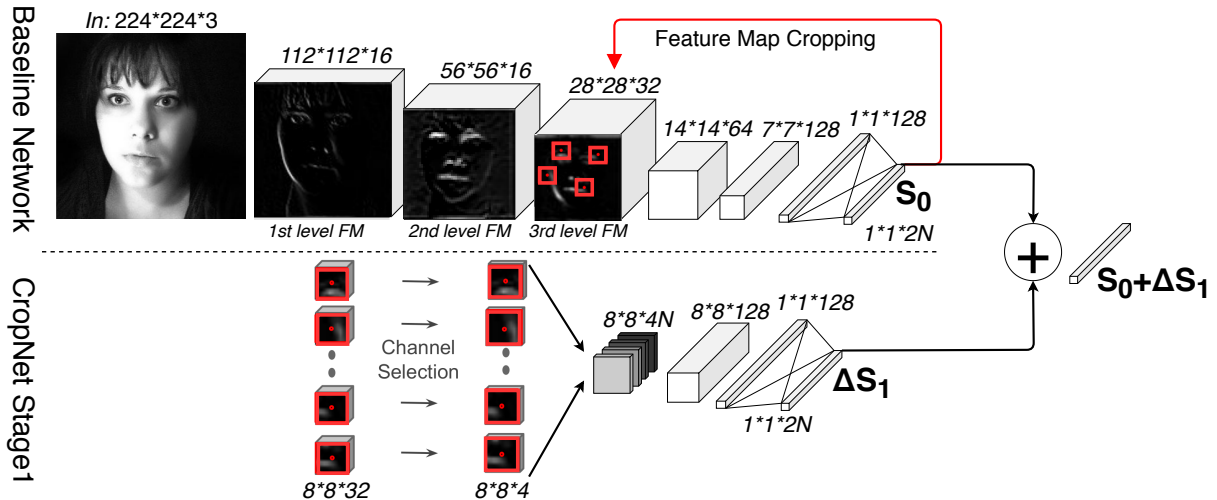 Baseline Network
In: 224*224*3
112*112*16
56*56*16
28*28*32
Feature Map Cropping
14*14*64
7*7*128
1*1*128
S0
1*1*2N
1st level FM
2nd level FM
3rd level FM
+
S0+ΔS1
CropNet Stage1
Channel
Selection
8*8*32
8*8*4
8*8*4N
8*8*128
1*1*128
ΔS1
1*1*2N